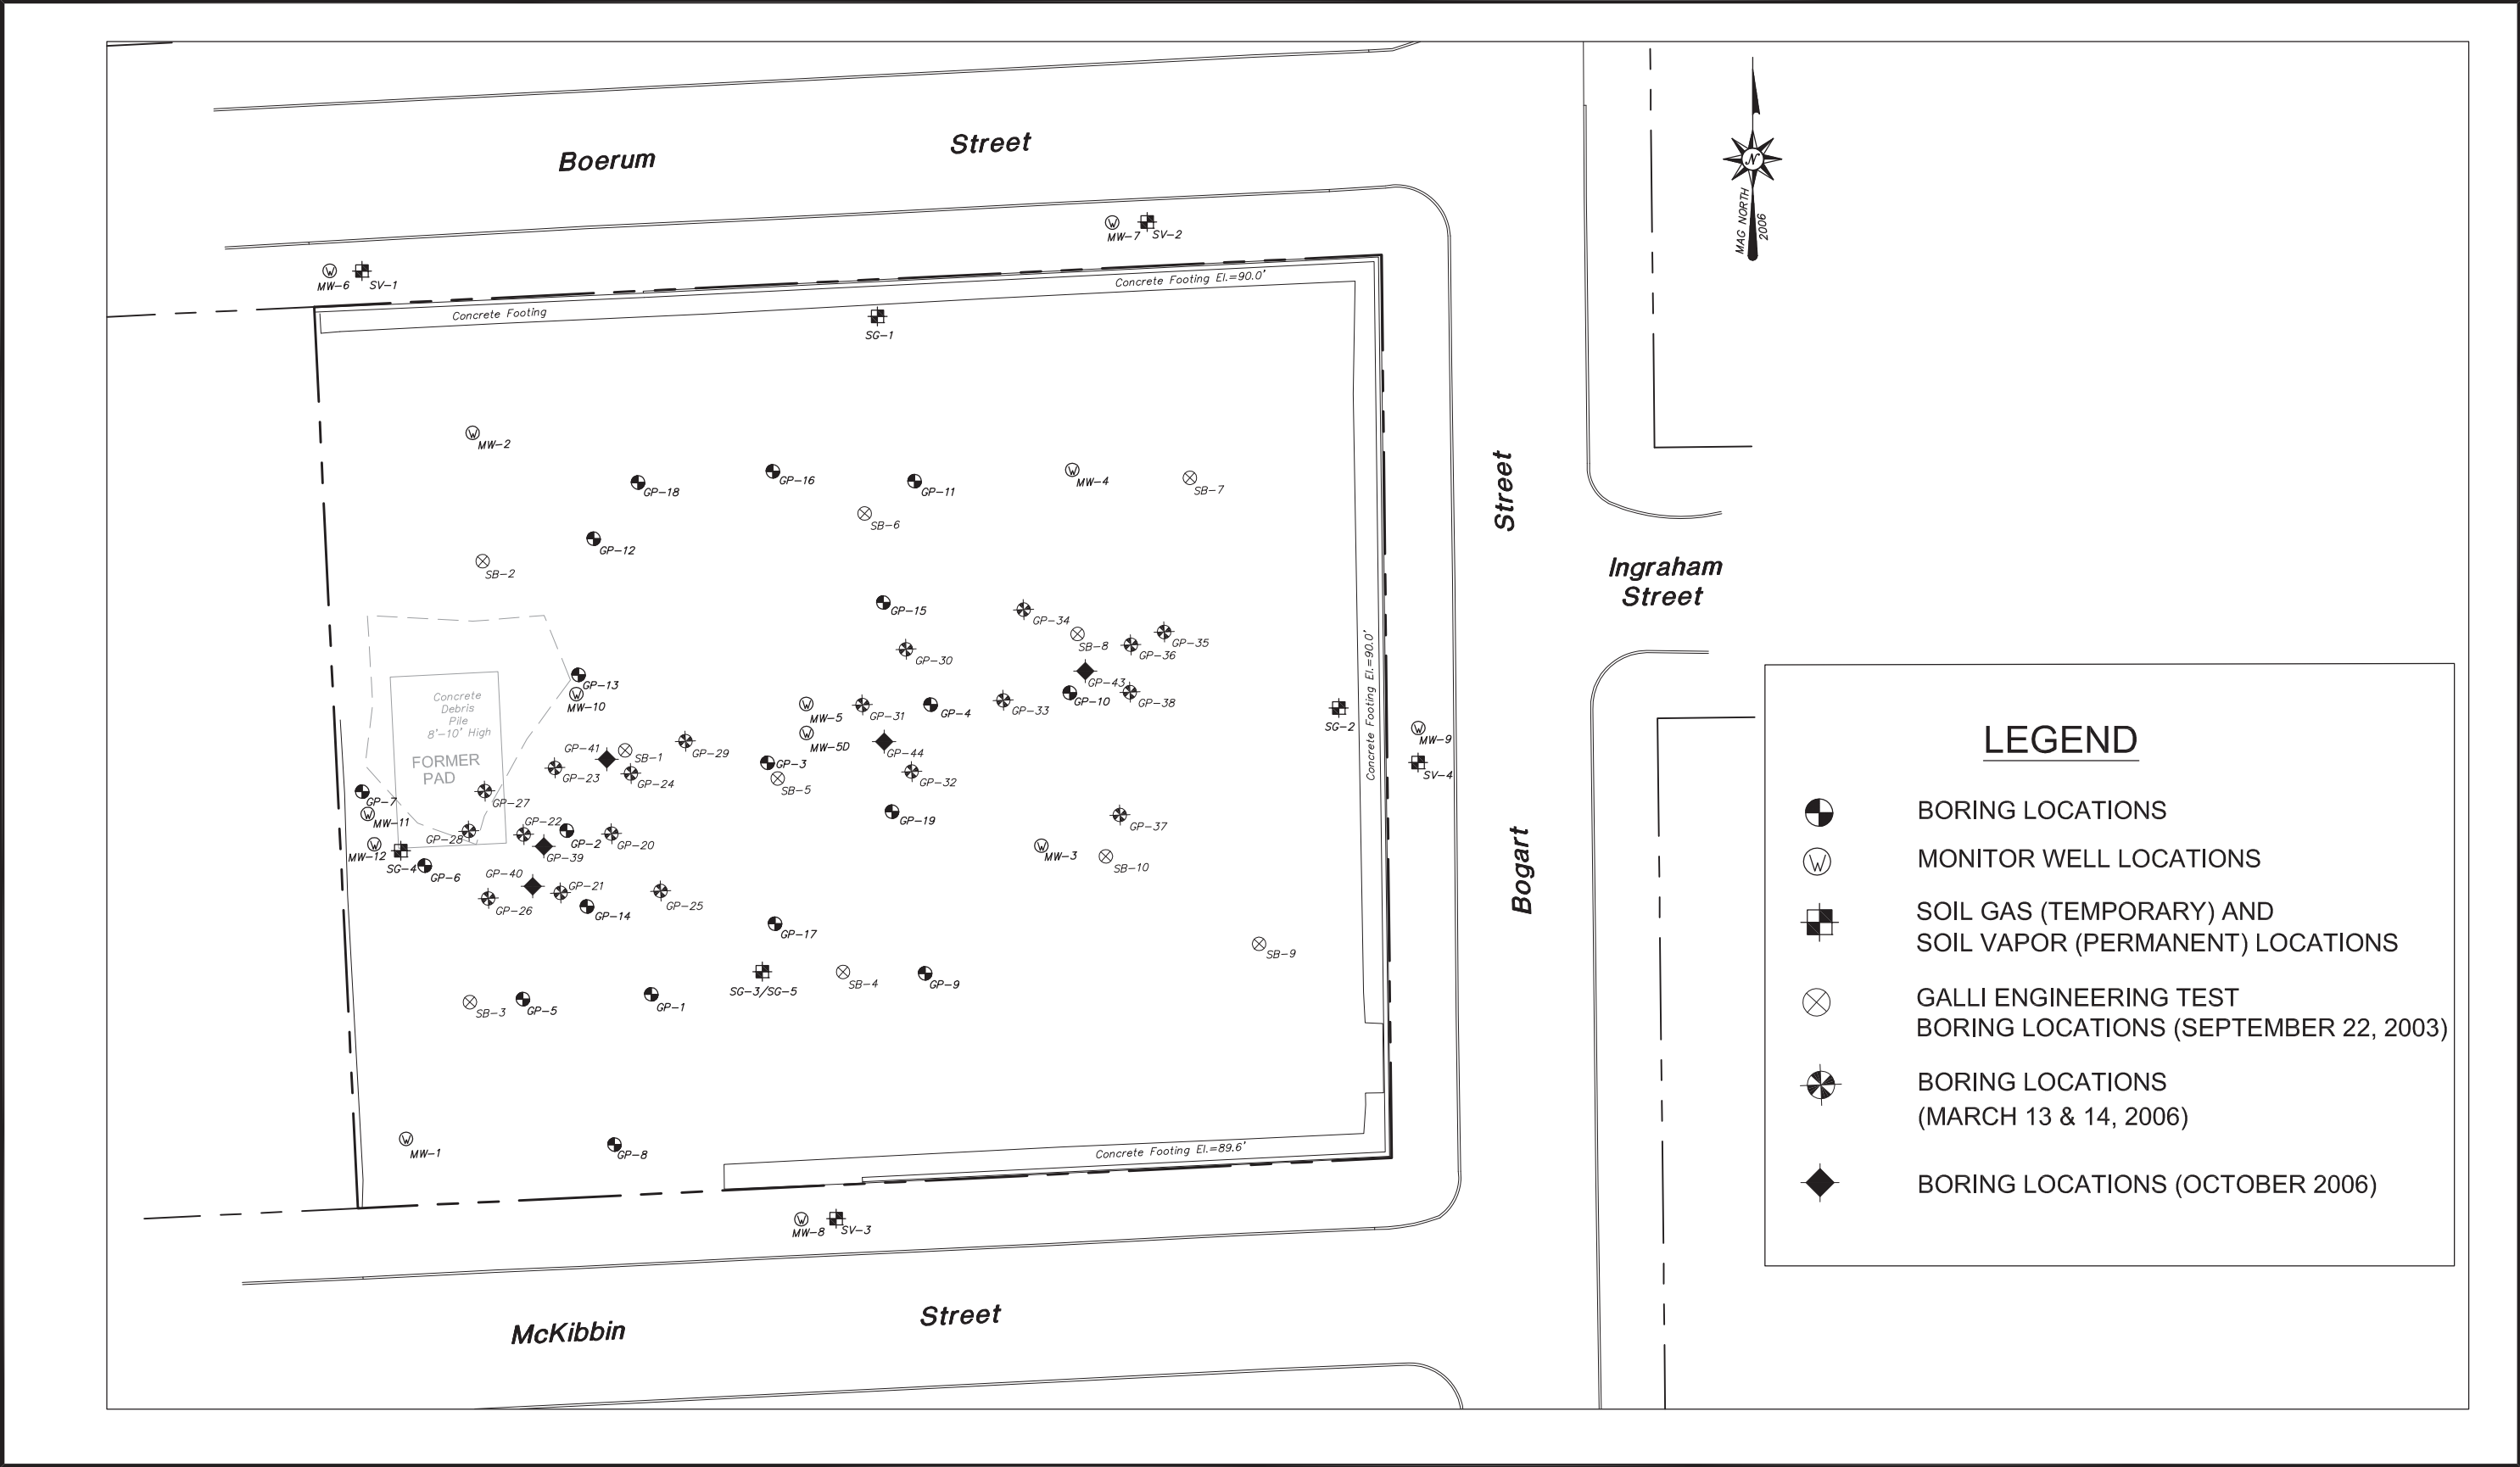 Boerum Street
MAG NORTH
2006
N
MW-7 SV-2
MW-6 SV-1
Concrete Footing El.=90.0'
Concrete Footing
SG-1
MW-2
GP-18
GP-16
GP-11
MW-4
SB-7
SB-6
GP-12
SB-2
Street
Bogart
Ingraham
Street
GP-15
GP-34
SB-8
GP-35
GP-36
GP-30
GP-43
GP-13
MW-10
Concrete
Debris
Pile
8'-10' High
FORMER
PAD
MW-5
GP-31
GP-4
GP-33
GP-10
GP-38
SG-2
Concrete Footing El.=90.0'
MW-9
SV-4
MW-5D
GP-44
GP-41
SB-1
GP-29
GP-3
GP-23
GP-24
SB-5
GP-32
GP-7
GP-27
MW-11
GP-19
GP-37
GP-28
GP-22
GP-2
GP-20
MW-12
GP-39
MW-3
SB-10
SG-4
GP-6
GP-40
GP-21
GP-26
GP-14
GP-25
GP-17
SB-9
SG-3/SG-5
SB-4
GP-9
SB-3
GP-5
GP-1
MW-1
GP-8
Concrete Footing El.=89.6'
MW-8 SV-3
McKibbin Street
LEGEND
BORING LOCATIONS
W MONITOR WELL LOCATIONS
SOIL GAS (TEMPORARY) AND
SOIL VAPOR (PERMANENT) LOCATIONS
GALLI ENGINEERING TEST
BORING LOCATIONS (SEPTEMBER 22, 2003)
BORING LOCATIONS
(MARCH 13 & 14, 2006)
BORING LOCATIONS (OCTOBER 2006)